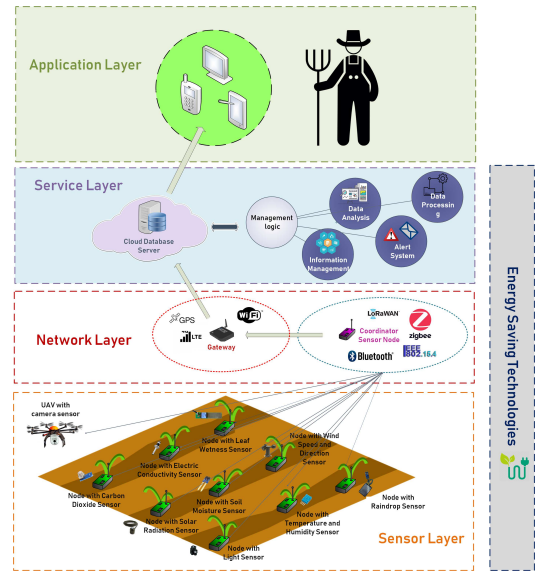 Application Layer
Service Layer
Cloud Database
Server
Management
logic
Data
Analysis
Data
Processin
g
Information
Management
Alert
System
Energy Saving Technologies
Network Layer
GPS
LTE
WiFi
Gateway
LoRaWAN
Coordinator
Sensor Node
zigbee
Bluetooth
IEEE
802.15.4
UAV with
camera sensor
Node with Leaf
Wetness Sensor
Node with Wind
Speed and
Direction
Sensor
Node with Electric
Conductivity Sensor
Node with Carbon
Dioxide Sensor
Node with Soil
Moisture Sensor
Node with
Raindrop Sensor
Node with Solar
Radiation Sensor
Node with
Temperature and
Humidity Sensor
Node with
Light Sensor
Sensor Layer